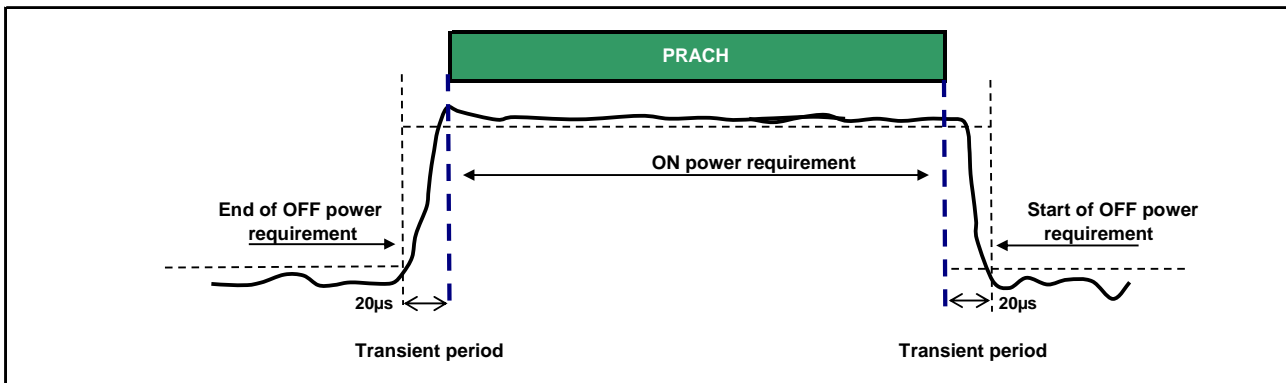 PRACH
ON power requirement
End of OFF power
requirement
Start of OFF power
requirement
20µs
20µs
Transient period
Transient period